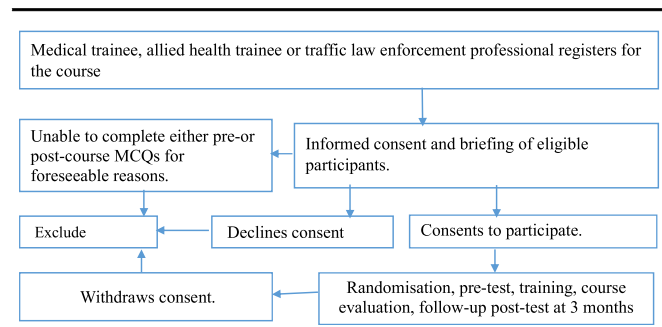 Medical trainee, allied health trainee or traffic law enforcement professional registers for
the course
Unable to complete either pre-or
post-course MCQs for
foreseeable reasons.
Informed consent and briefing of eligible
participants.
Exclude
Declines consent
Consents to participate.
Withdraws consent.
Randomisation, pre-test, training, course
evaluation, follow-up post-test at 3 months